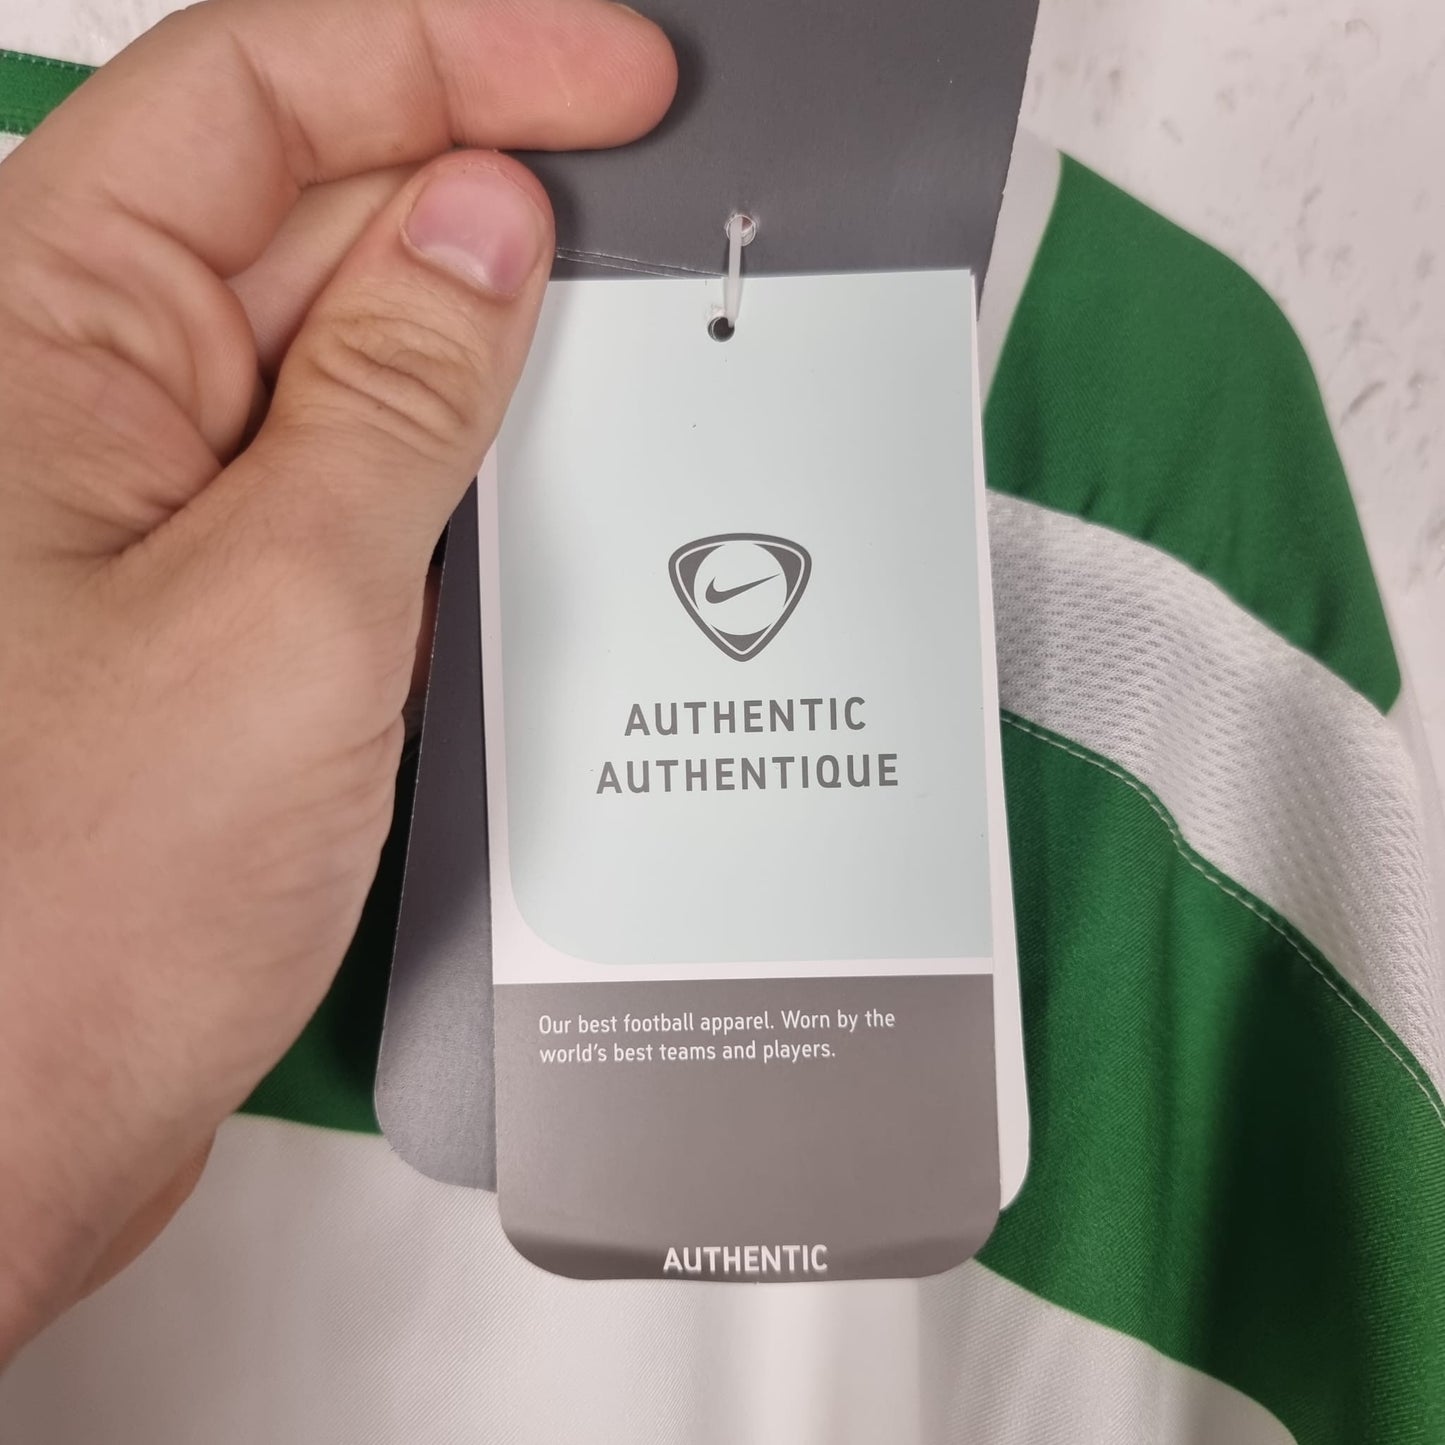 AUTHENTIC
AUTHENTIQUE
Our best football apparel. Worn by the
world's best teams and players.
AUTHENTIC